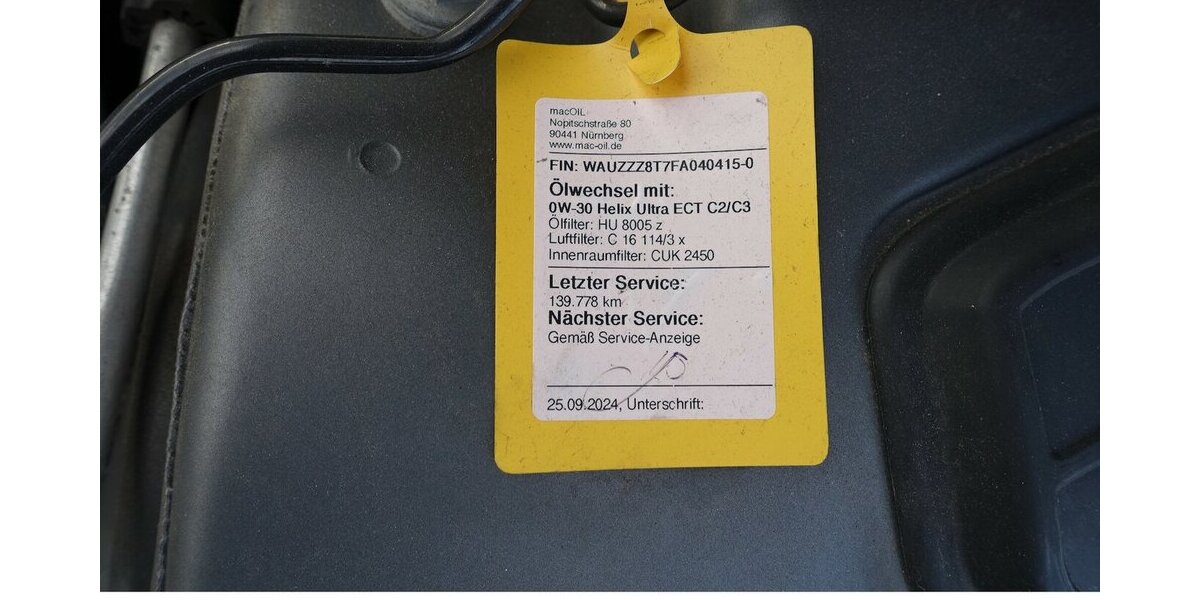 macOIL
Nopitschstraße 80
90441 Nürnberg
www.mac-oil.de
FIN: WAUZZZ8T7FA040415-0
Ölwechsel mit:
0W-30 Helix Ultra ECT C2/C3
Ölfilter: HU 8005 z
Luftfilter: C 16 114/3 x
Innenraumfilter: CUK 2450
Letzter Service:
139.778 km
Nächster Service:
Gemäß Service-Anzeige
25.09.2024, Unterschrift: